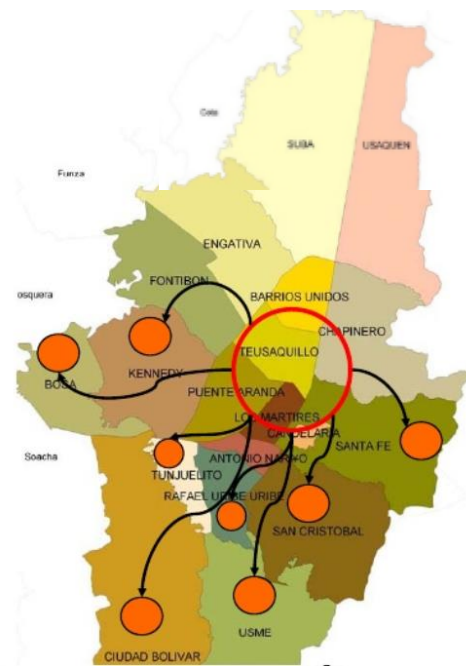 Cota
SUBA
USAQUEN
Funza
ENGATIVA
FONTIBON
osquera
BARRIOS UNIDOS
CHAPINERO
TEUSAQUILLO
KENNEDY
BOSA
PUENTE ARANDA
LOS MARTIRES
CANDELARIA
SANTA FE
Soacha
ANTONIO NARIÑO
TUNJUELITO
RAFAEL URIBE URIBE
SAN CRISTOBAL
USME
CIUDAD BOLIVAR